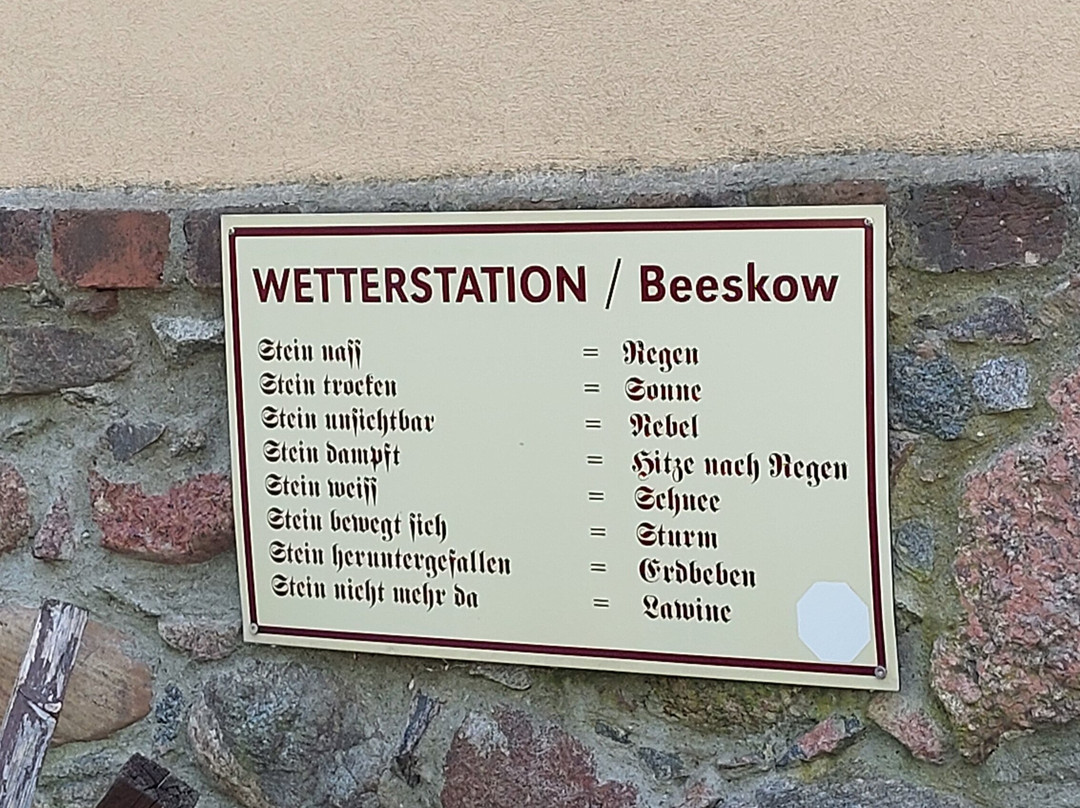 WETTERSTATION / Beeskow
Stein naſſ = Regen
Stein trocken = Sonne
Stein unſichtbar = Nebel
Stein dampft = Hitze nach Regen
Stein weiſſ = Schnee
Stein bewegt ſich = Sturm
Stein heruntergefallen = Erdbeben
Stein nicht mehr da = Lawine